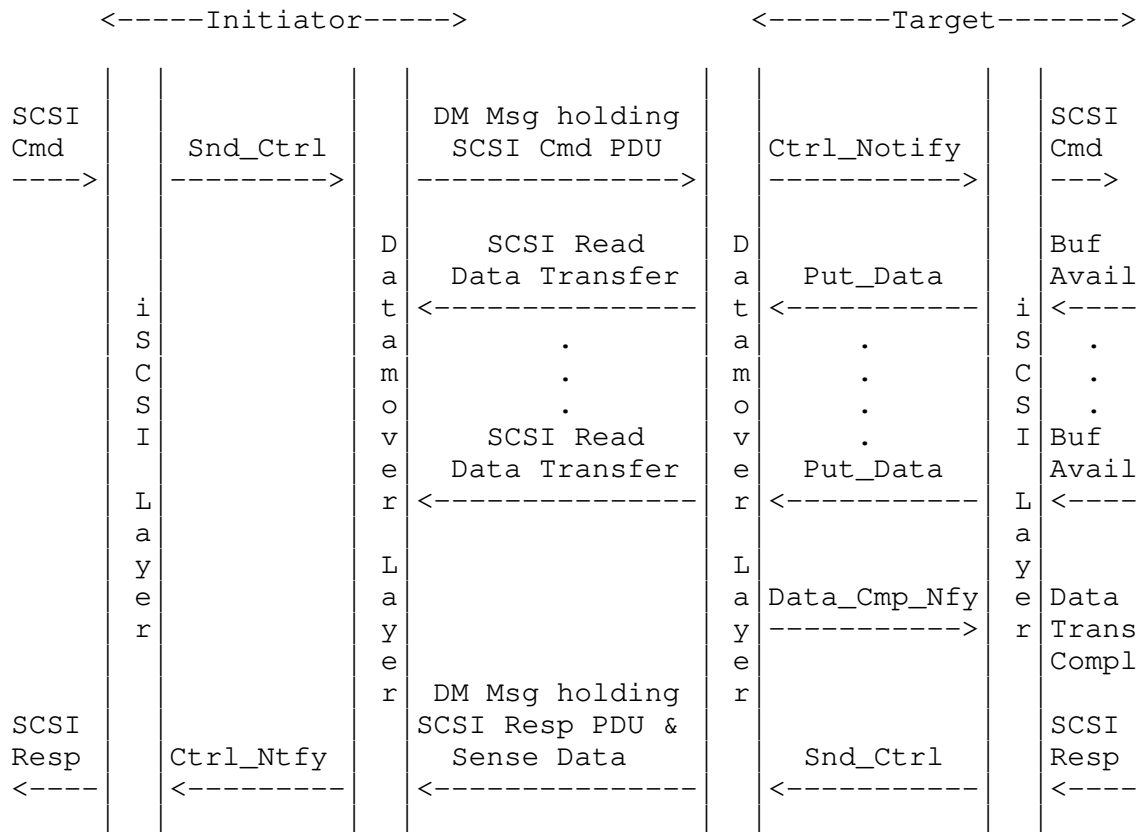 <-----Initiator----->                 <-------Target------->
SCSI                    DM Msg holding                    SCSI
Cmd     Snd_Ctrl      SCSI Cmd PDU     Ctrl_Notify     Cmd
---->  --------->  --------------->  ----------->  --->
D     SCSI Read     D     Buf
a     Data Transfer     a     Put_Data     Avail
i     t     <---------------     t     <-----------     i     <----
S     a     .     a     .     S     .
C     m     .     m     .     C     .
S     o     .     o     .     S     .
I     v     SCSI Read     v     .     I     Buf
e     Data Transfer     e     Put_Data     Avail
L     r     <---------------     r     <-----------     L     <----
a     a
y     L     L     y
e     a     a     Data_Cmp_Nfy     e     Data
r     y     y     ----------->     r     Trans
e     e     Compl
r     DM Msg holding     r
SCSI     SCSI Resp PDU &     SCSI
Resp     Ctrl_Ntfy     Sense Data     Snd_Ctrl     Resp
<----     <---------     <---------------     <-----------     <----